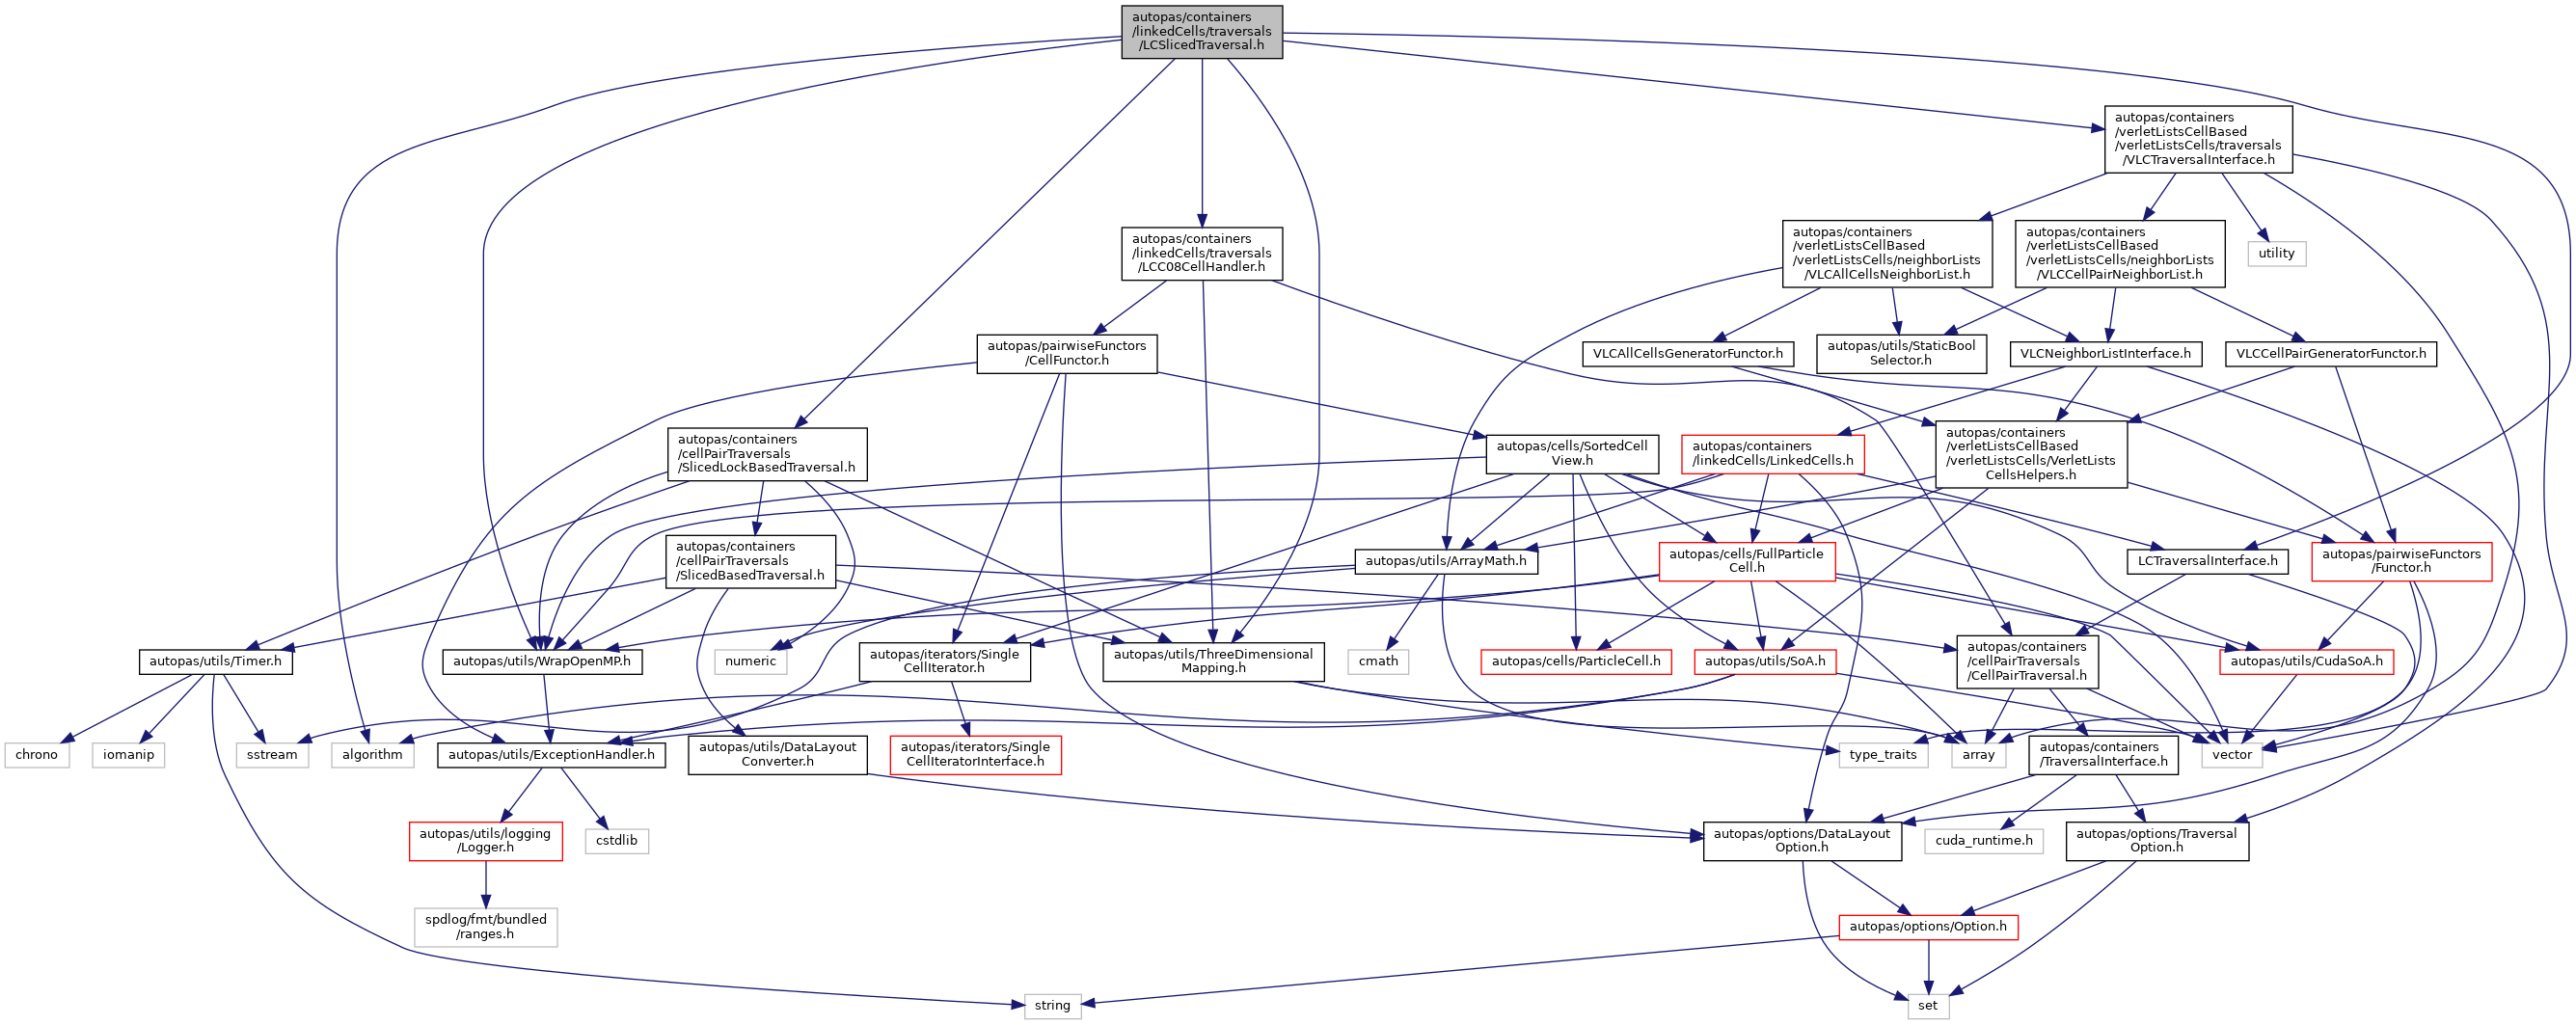 autopas/containers
/linkedCells/traversals
/LCSlicedTraversal.h
autopas/containers
/verletListsCellBased
/verletListsCells/traversals
/VLCTraversalInterface.h
autopas/containers
/linkedCells/traversals
/LCC08CellHandler.h
autopas/containers
/verletListsCellBased
/verletListsCells/neighborLists
/VLCAllCellsNeighborList.h
autopas/containers
/verletListsCellBased
/verletListsCells/neighborLists
/VLCCellPairNeighborList.h
utility
autopas/pairwiseFunctors
/CellFunctor.h
VLCAllCellsGeneratorFunctor.h
autopas/utils/StaticBool
Selector.h
VLCNeighborListInterface.h
VLCCellPairGeneratorFunctor.h
autopas/containers
/cellPairTraversals
/SlicedLockBasedTraversal.h
autopas/cells/SortedCell
View.h
autopas/containers
/linkedCells/LinkedCells.h
autopas/containers
/verletListsCellBased
/verletListsCells/VerletLists
CellsHelpers.h
autopas/containers
/cellPairTraversals
/SlicedBasedTraversal.h
autopas/utils/ArrayMath.h
autopas/cells/FullParticle
Cell.h
LCTraversalInterface.h
autopas/pairwiseFunctors
/Functor.h
autopas/utils/Timer.h
autopas/utils/WrapOpenMP.h
numeric
autopas/iterators/Single
CellIterator.h
autopas/utils/ThreeDimensional
Mapping.h
cmath
autopas/cells/ParticleCell.h
autopas/utils/SoA.h
autopas/containers
/cellPairTraversals
/CellPairTraversal.h
autopas/utils/CudaSoA.h
chrono
iomanip
sstream
algorithm
autopas/utils/ExceptionHandler.h
autopas/utils/DataLayout
Converter.h
autopas/iterators/Single
CellIteratorInterface.h
type_traits
array
autopas/containers
/TraversalInterface.h
vector
autopas/utils/logging
/Logger.h
cstdlib
autopas/options/DataLayout
Option.h
cuda_runtime.h
autopas/options/Traversal
Option.h
spdlog/fmt/bundled
/ranges.h
autopas/options/Option.h
string
set